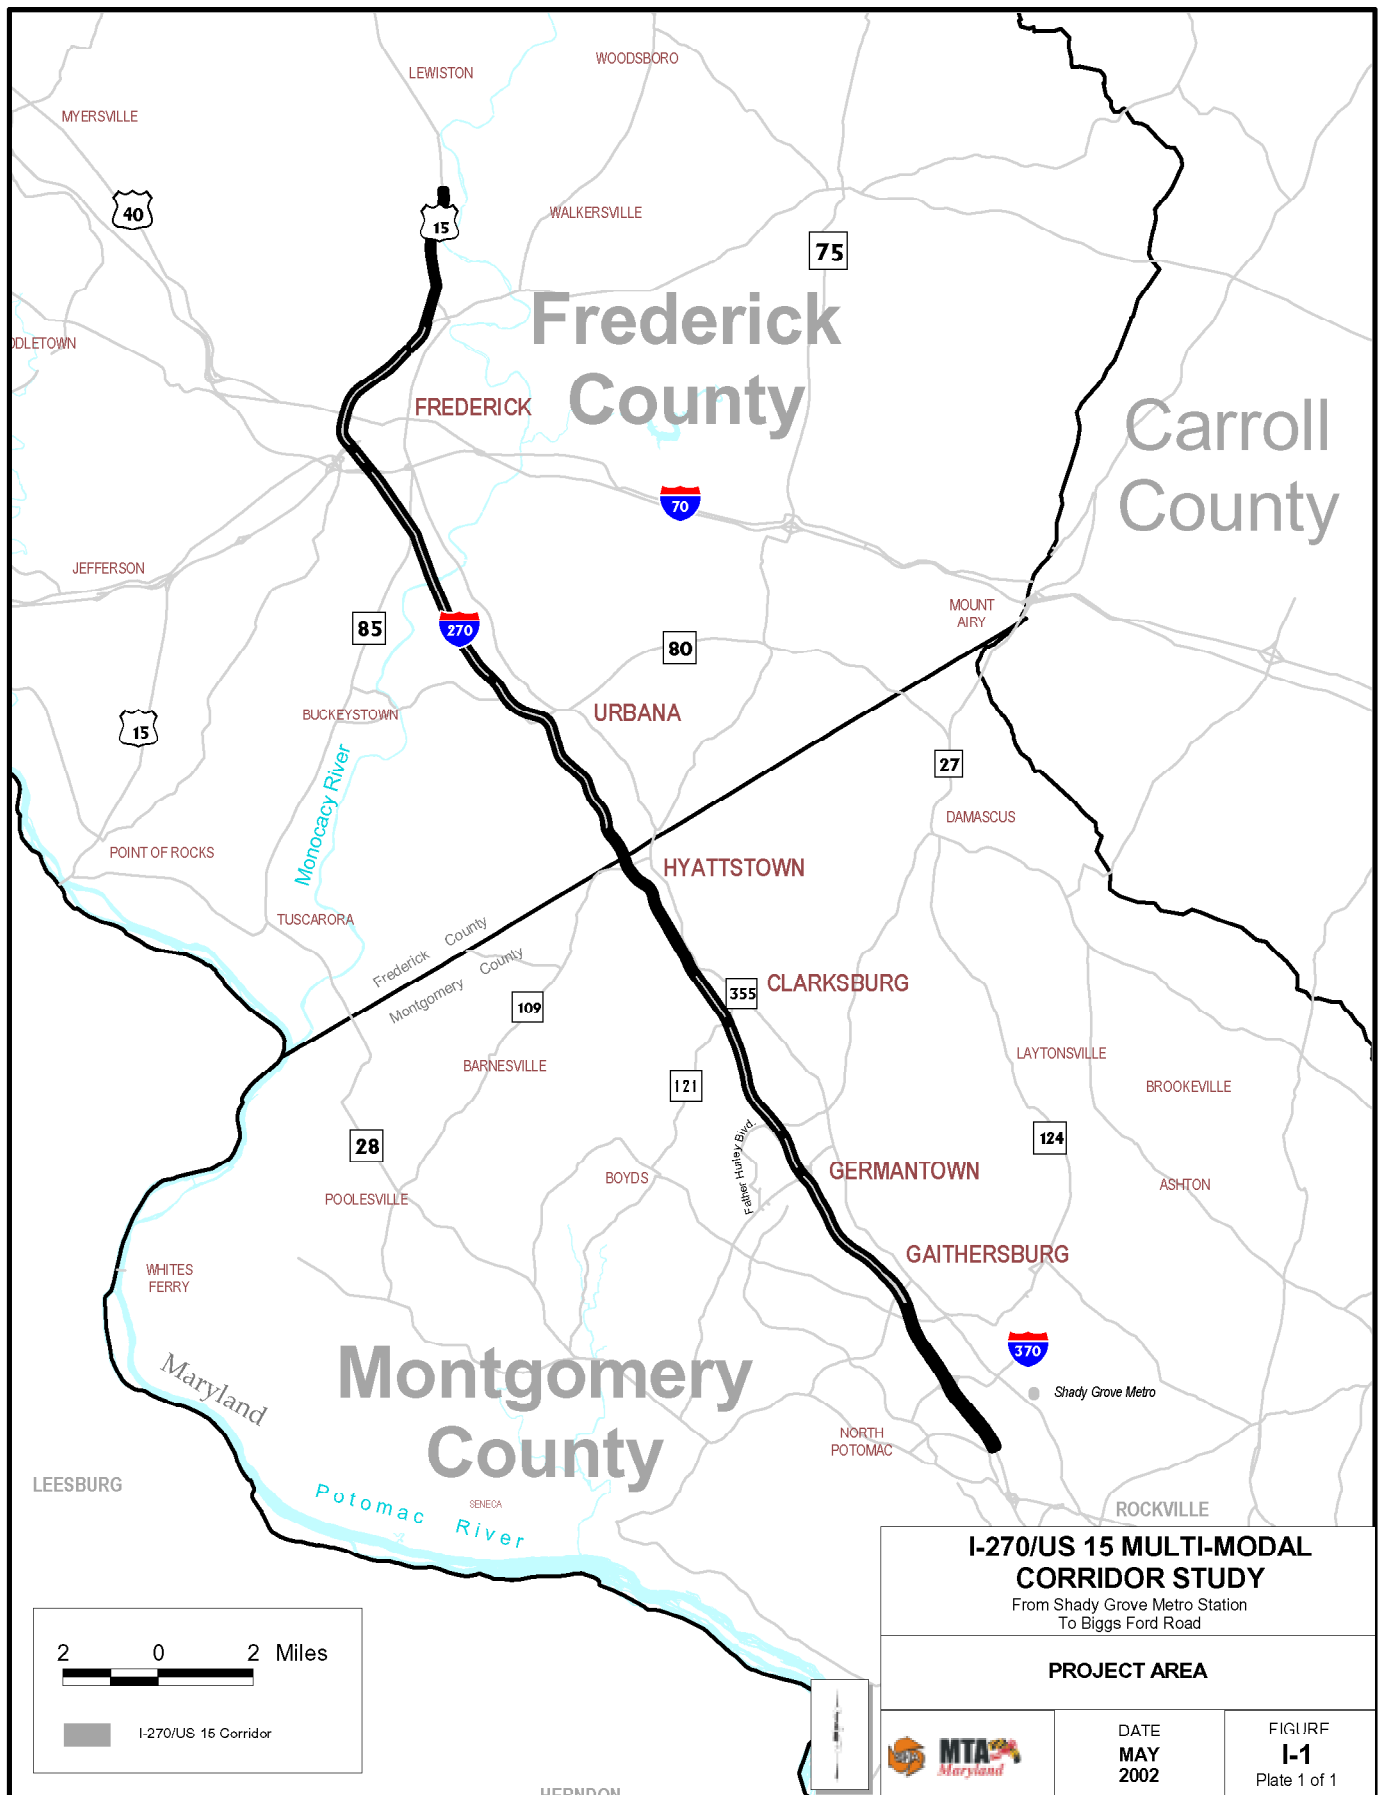 WOODSBORO
LEWISTON
MYERSVILLE
40
15
WALKERSVILLE
75
Frederick
County
DLETOWN
FREDERICK
Carroll
County
70
JEFFERSON
85
270
80
MOUNT
AIRY
BUCKEYSTOWN
URBANA
15
Monocacy River
27
DAMASCUS
POINT OF ROCKS
HYATTSTOWN
TUSCARORA
Frederick County
Montgomery County
CLARKSBURG
355
109
BARNESVILLE
LAYTONSVILLE
BROOKEVILLE
121
Father Hurley Blvd.
124
28
GERMANTOWN
BOYDS
POOLESVILLE
ASHTON
GAITHERSBURG
WHITES
FERRY
370
Maryland
Montgomery
County
Shady Grove Metro
NORTH
POTOMAC
LEESBURG
Potomac River
SENECA
ROCKVILLE
I-270/US 15 MULTI-MODAL
CORRIDOR STUDY
From Shady Grove Metro Station
To Biggs Ford Road
2 0 2 Miles
PROJECT AREA
I-270/US 15 Corridor
MTA
Maryland
DATE
MAY
2002
FIGURE
I-1
Plate 1 of 1
HERNDON